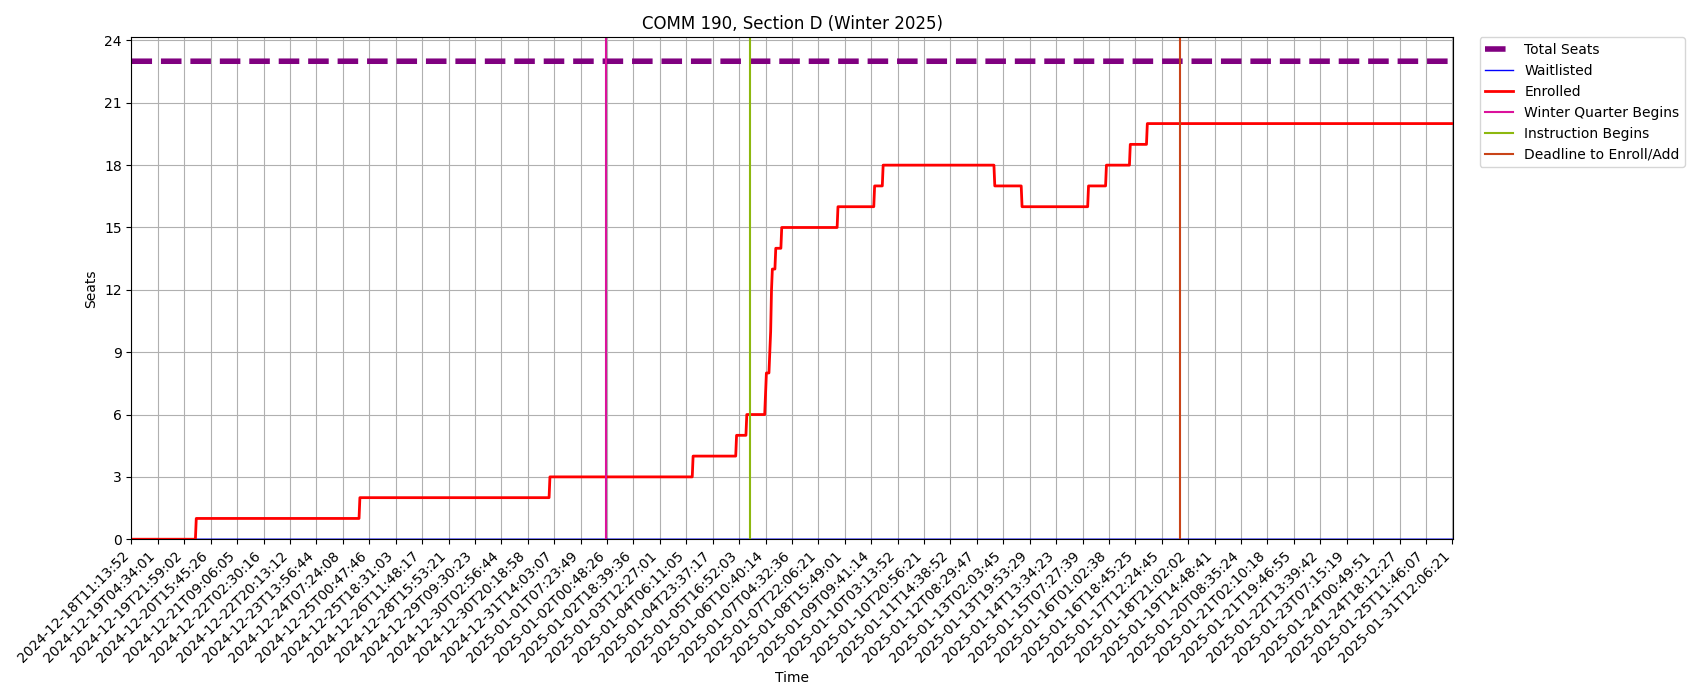 COMM 190, Section D (Winter 2025)
Total Seats
Waitlisted
Enrolled
Winter Quarter Begins
Instruction Begins
Deadline to Enroll/Add
Seats
24
21
18
15
12
9
6
3
0
2024-12-18T11:13:52
2024-12-19T04:34:01
2024-12-19T21:59:02
2024-12-20T15:45:26
2024-12-21T09:06:05
2024-12-22T02:30:16
2024-12-22T20:13:12
2024-12-23T13:56:44
2024-12-24T07:24:08
2024-12-25T00:47:46
2024-12-25T18:31:03
2024-12-26T11:48:17
2024-12-28T15:53:21
2024-12-29T09:30:23
2024-12-30T02:56:44
2024-12-30T20:18:58
2024-12-31T14:03:07
2025-01-01T07:23:49
2025-01-02T00:48:26
2025-01-02T18:39:36
2025-01-03T12:27:01
2025-01-04T06:11:05
2025-01-04T23:37:17
2025-01-05T16:52:03
2025-01-06T10:40:14
2025-01-07T04:32:36
2025-01-07T22:06:21
2025-01-08T15:49:01
2025-01-09T09:41:14
2025-01-10T03:13:52
2025-01-10T20:56:21
2025-01-11T14:38:52
2025-01-12T08:29:47
2025-01-13T02:03:45
2025-01-13T19:53:29
2025-01-14T13:34:23
2025-01-15T07:27:39
2025-01-16T01:02:38
2025-01-16T18:45:25
2025-01-17T12:24:45
2025-01-18T21:02:02
2025-01-19T14:48:41
2025-01-20T08:35:24
2025-01-21T02:10:18
2025-01-21T19:46:55
2025-01-22T13:39:42
2025-01-23T07:15:19
2025-01-24T00:49:51
2025-01-24T18:12:27
2025-01-25T11:46:07
2025-01-31T12:06:21
Time